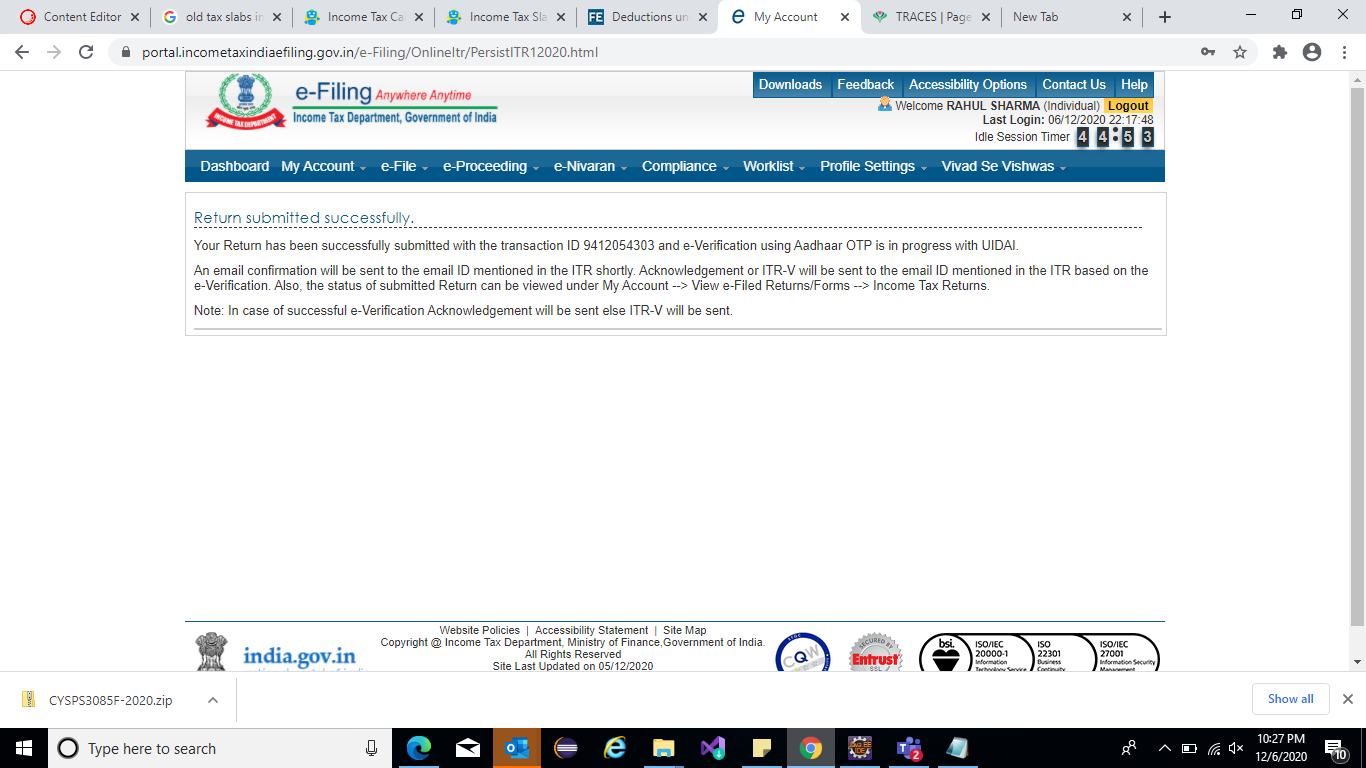 Content Editor
old tax slabs in
Income Tax Ca
Income Tax Sla
FE Deductions un
My Account
TRACES | Page
New Tab
portal.incometaxindiaefiling.gov.in/e-Filing/OnlineItr/PersistITR12020.html
e-Filing Anywhere Anytime
Income Tax Department, Government of India
INCOME TAX DEPARTMENT
Downloads Feedback Accessibility Options Contact Us Help
Welcome RAHUL SHARMA (Individual) Logout
Last Login: 06/12/2020 22:17:48
Idle Session Timer 4 4 : 5 3
Dashboard My Account e-File e-Proceeding e-Nivaran Compliance Worklist Profile Settings Vivad Se Vishwas
Return submitted successfully.
Your Return has been successfully submitted with the transaction ID 9412054303 and e-Verification using Aadhaar OTP is in progress with UIDAI.
An email confirmation will be sent to the email ID mentioned in the ITR shortly. Acknowledgement or ITR-V will be sent to the email ID mentioned in the ITR based on the
e-Verification. Also, the status of submitted Return can be viewed under My Account --> View e-Filed Returns/Forms --> Income Tax Returns.
Note: In case of successful e-Verification Acknowledgement will be sent else ITR-V will be sent.
india.gov.in
Website Policies | Accessibility Statement | Site Map
Copyright @ Income Tax Department, Ministry of Finance,Government of India.
All Rights Reserved
Site Last Updated on 05/12/2020
CQW
SECURED BY
Entrust
SSL
bsi.
ISO/IEC
20000-1
Information
Technology Service
ISO
22301
Business
Continuity
ISO/IEC
27001
Information Security
Management
CYSPS3085F-2020.zip
Show all
Type here to search
2
10:27 PM
12/6/2020
10